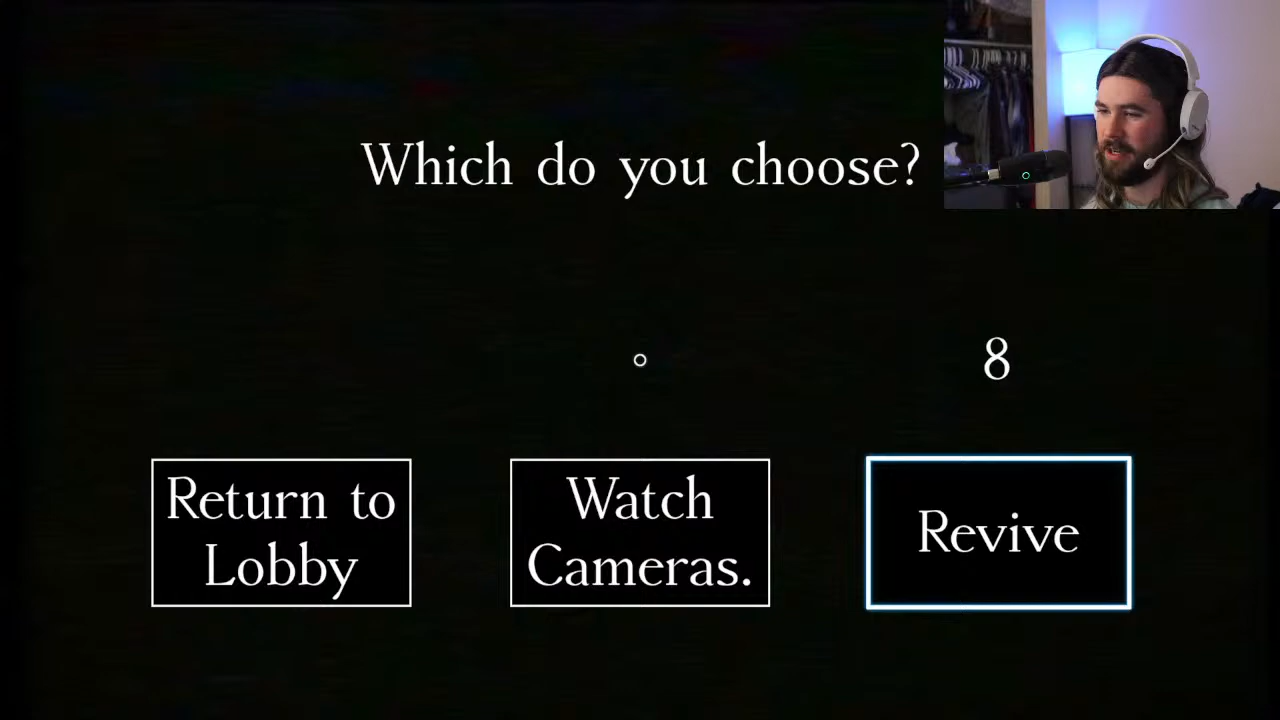 Which do you choose?
8
Return to
Lobby
Watch
Cameras.
Revive